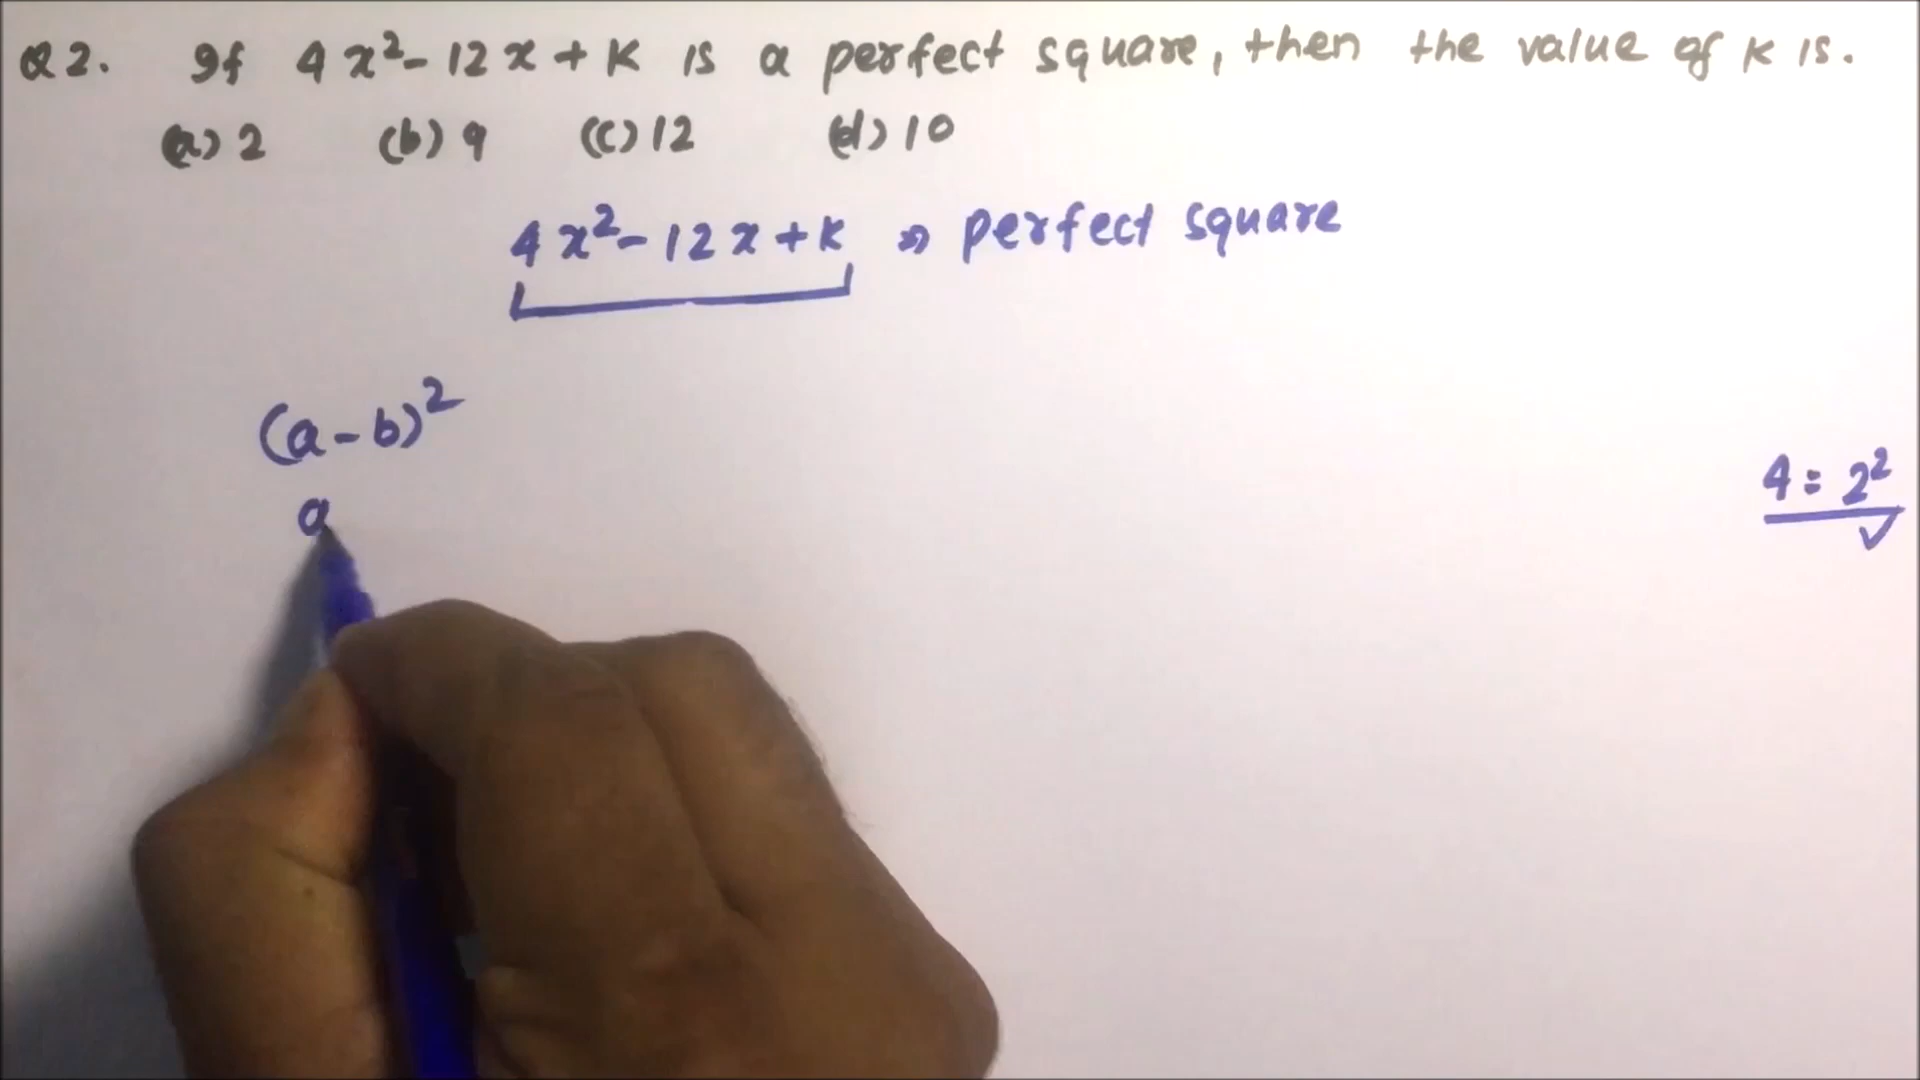 Q2. If 4x²-12x+K is a perfect square, then the value of K is.
(a) 2 (b) 9 (c) 12 (d) 10
4x²-12x+K ⇒ perfect square
(a-b)²
4=2²
a